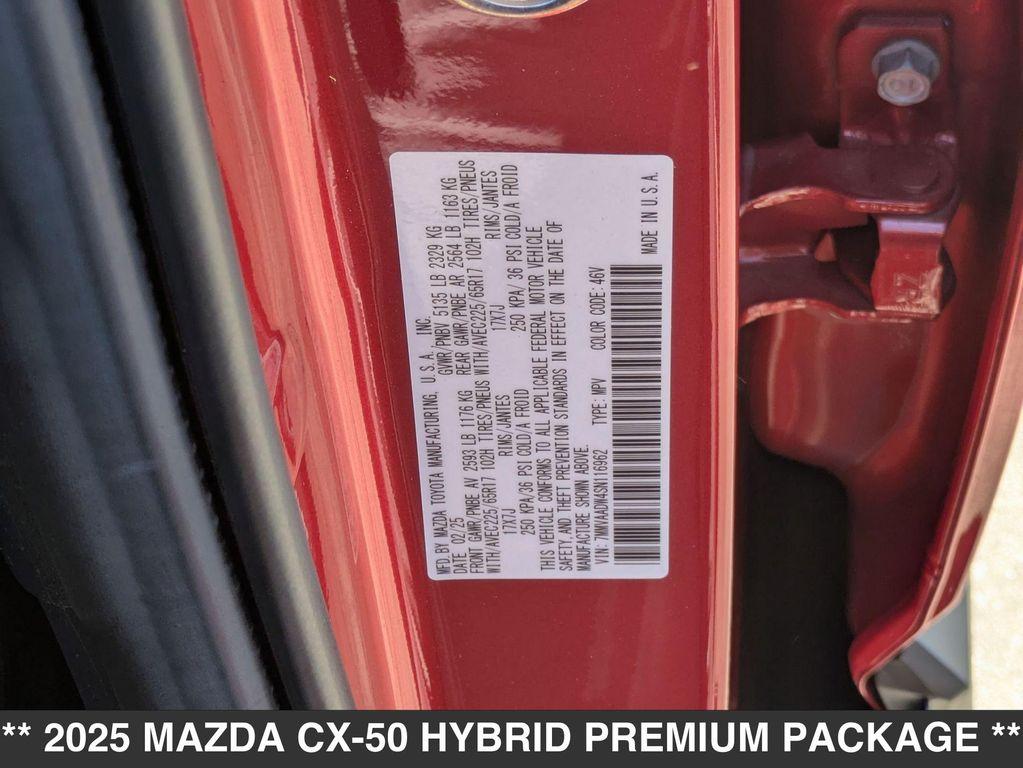 MFD.BY MAZDA TOYOTA MANUFACTURING, U.S.A. INC.
DATE 02/25 GVWR/PNBV 5135 LB 2329 KG
FRONT GAWR/PNBE AV 2593 LB 1176 KG REAR GAWR/PNBE AR 2564 LB 1163 KG
WITH/AVEC225/65R17 102H TIRES/PNEUS WITH/AVEC225/65R17 102H TIRES/PNEUS
17X7J RIMS/JANTES 17X7J RIMS/JANTES
250 KPA/36 PSI COLD/A FROID 250 KPA/ 36 PSI COLD/A FROID
THIS VEHICLE CONFORMS TO ALL APPLICABLE FEDERAL MOTOR VEHICLE
SAFETY AND THEFT PREVENTION STANDARDS IN EFFECT ON THE DATE OF
MANUFACTURE SHOWN ABOVE.
VIN: 7MMVAADW4SN116962 TYPE: MPV COLOR CODE: 46V
MADE IN U.S.A.
** 2025 MAZDA CX-50 HYBRID PREMIUM PACKAGE **